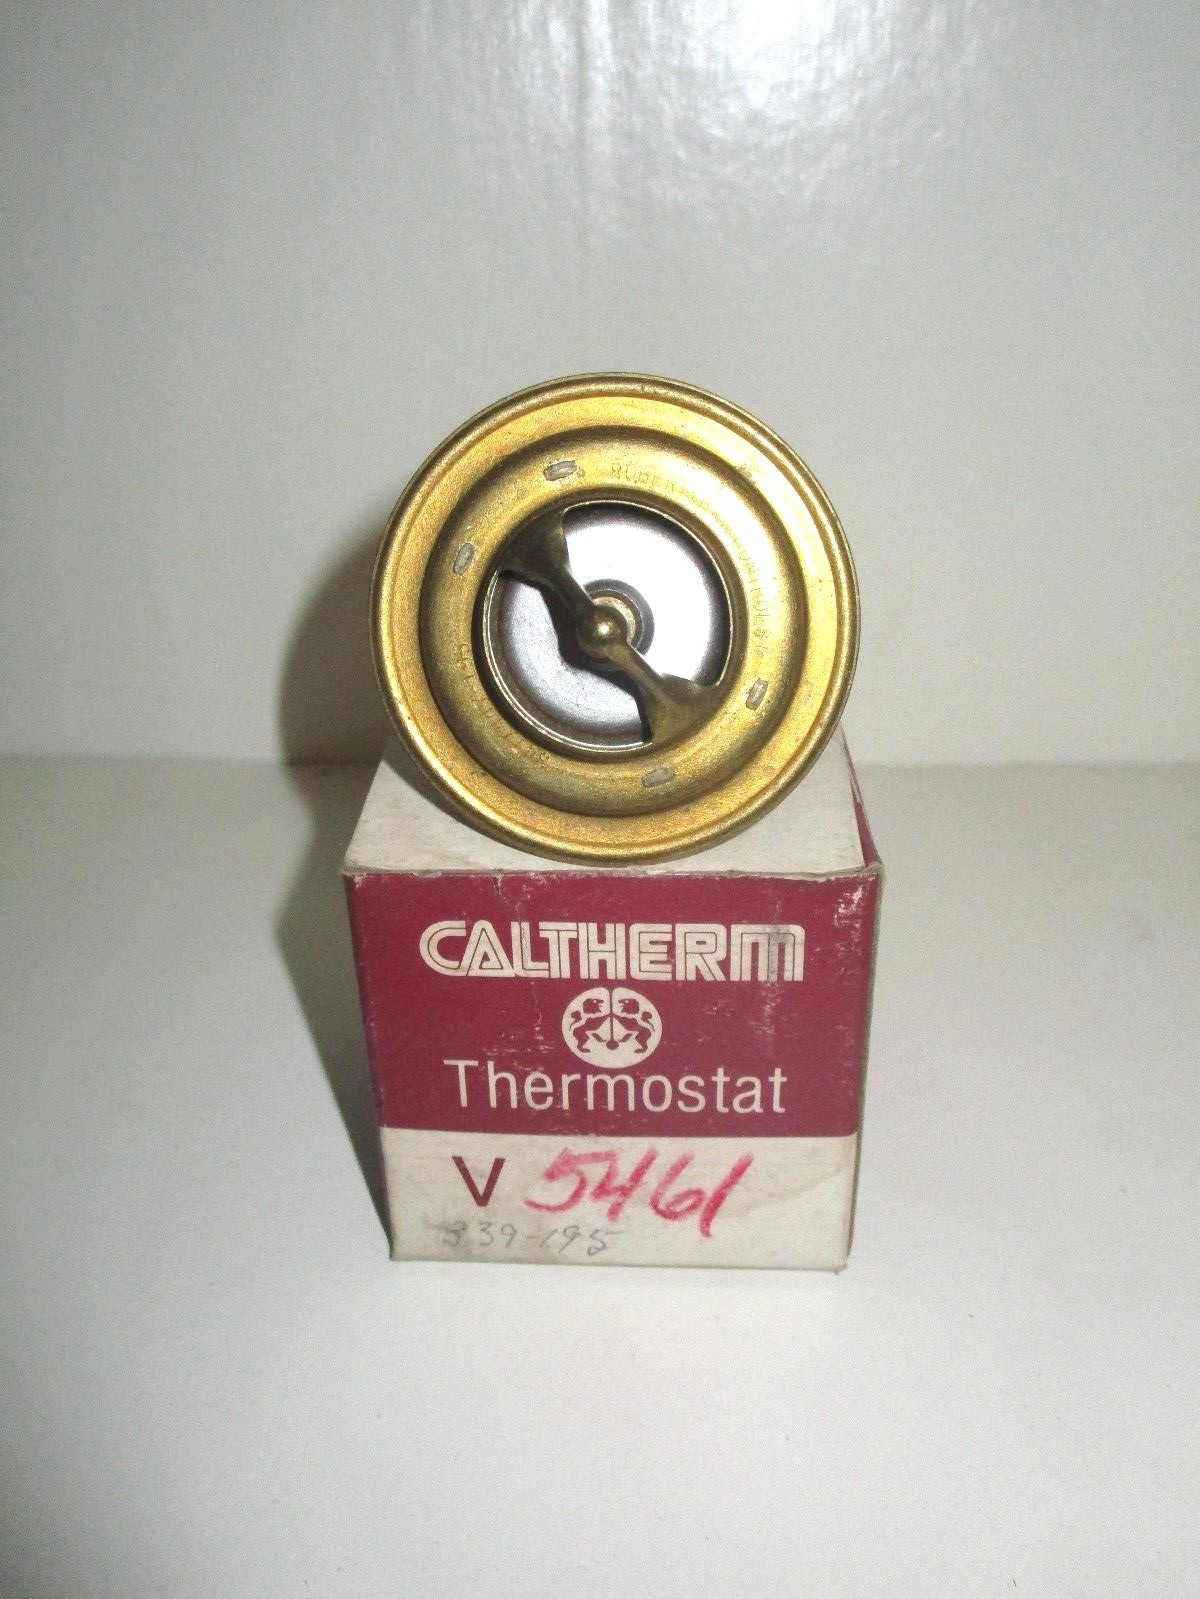 CALTHERM
Thermostat
V 5461
339-195